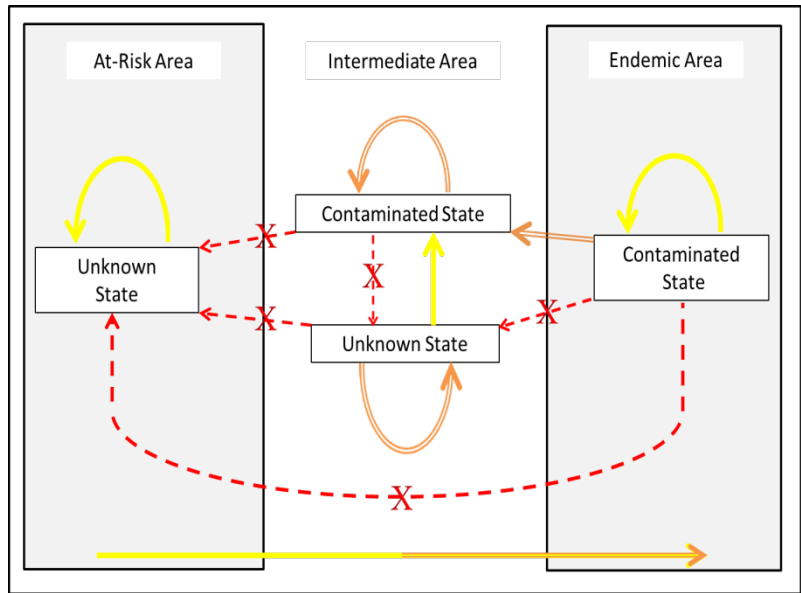 At-Risk Area
Intermediate Area
Endemic Area
Contaminated State
X
Unknown
State
X
Contaminated
State
X
X
Unknown State
X